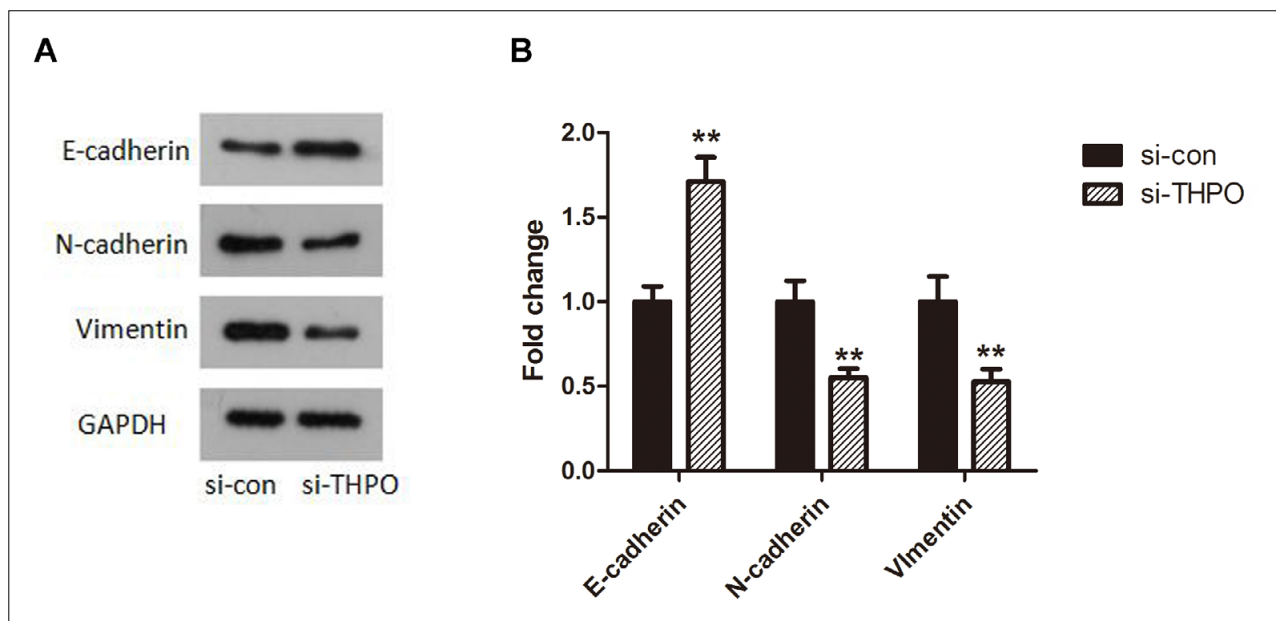 A
E-cadherin
N-cadherin
Vimentin
GAPDH
si-con si-THPO
B
**
** **
2.0
1.5
1.0
0.5
0.0
Fold change
E-cadherin
N-cadherin
VImentin
si-con
si-THPO